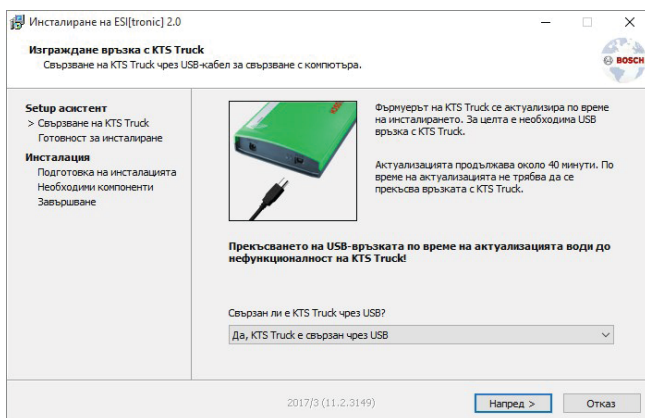 Инсталиране на ESI[tronic] 2.0
Изграждане връзка с KTS Truck
Свързване на KTS Truck чрез USB-кабел за свързване с компютъра.
BOSCH
Setup асистент
> Свързване на KTS Truck
Готовност за инсталиране
Инсталация
Подготовка на инсталацията
Необходими компоненти
Завършване
Фърмуерът на KTS Truck се актуализира по време
на инсталирането. За целта е необходима USB
връзка с KTS Truck.
Актуализацията продължава около 40 минути. По
време на актуализацията не трябва да се
прекъсва връзката с KTS Truck.
Прекъсването на USB-връзката по време на актуализацията води до
нефункционалност на KTS Truck!
Свързан ли е KTS Truck чрез USB?
Да, KTS Truck е свързан чрез USB
2017/3 (11.2.3149)
Напред >
Отказ